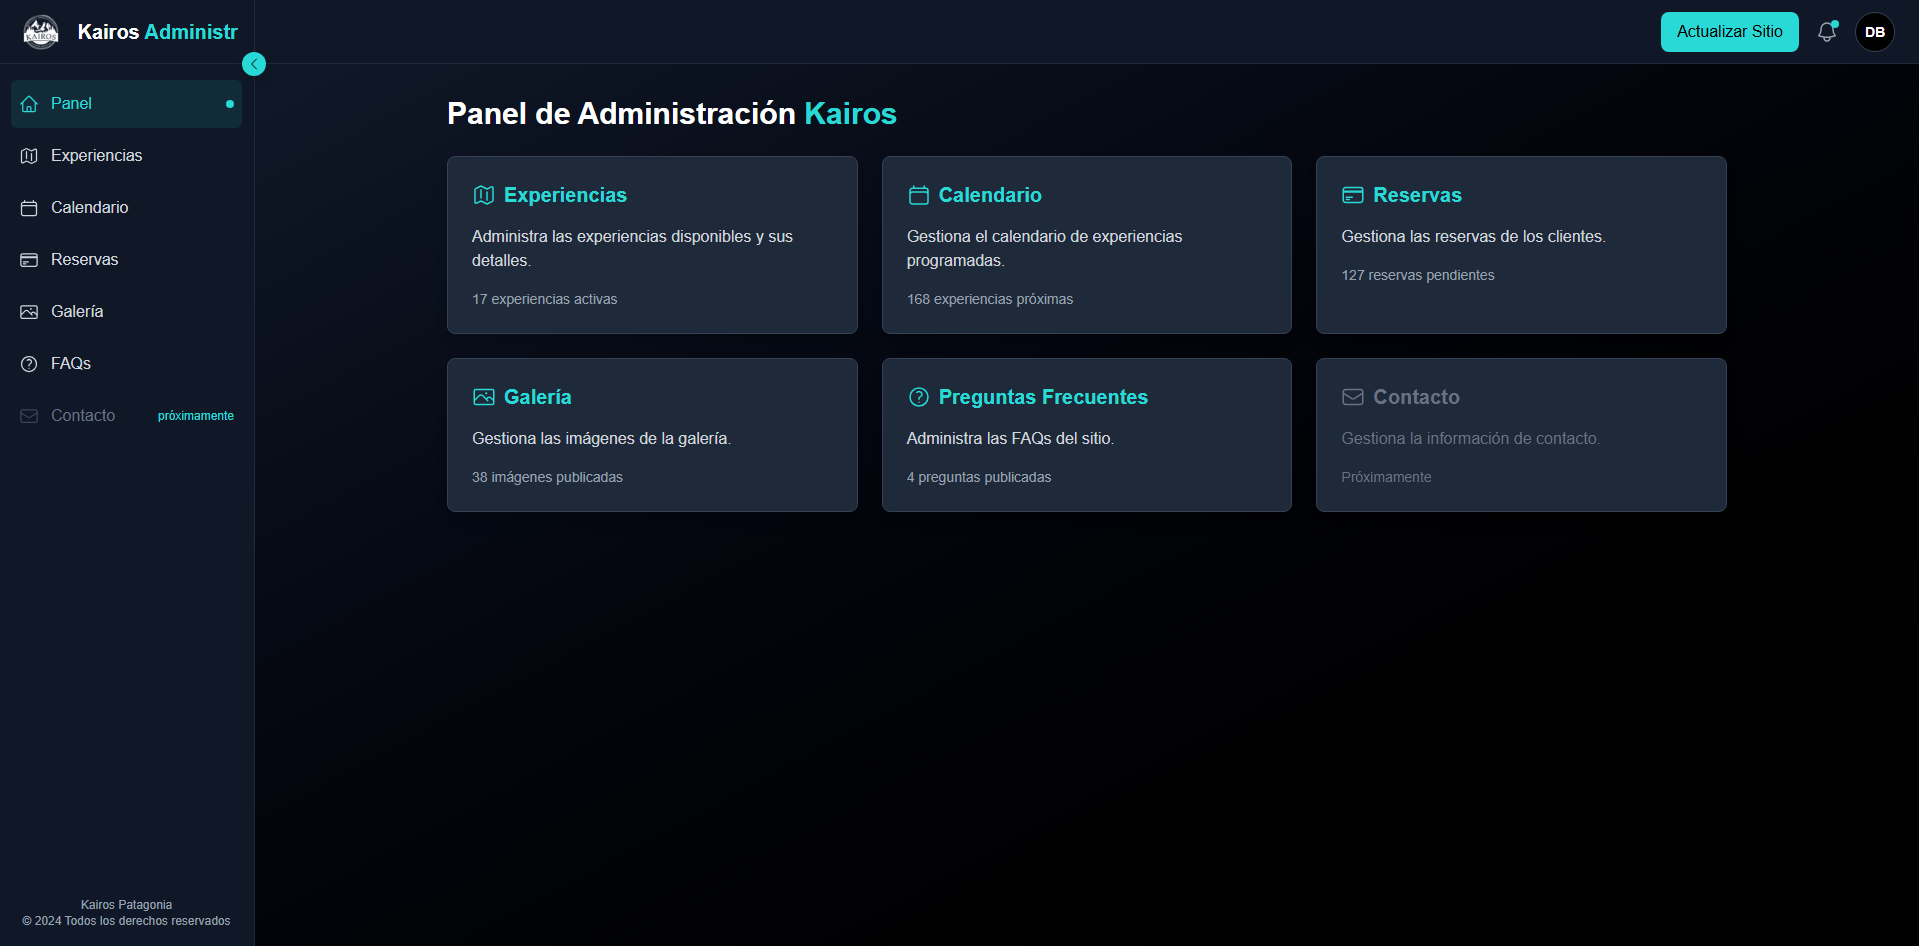 KAIROS
Kairos Administr
Actualizar Sitio
DB
Panel
Experiencias
Calendario
Reservas
Galería
FAQs
Contacto próximamente
Kairos Patagonia
© 2024 Todos los derechos reservados
Panel de Administración Kairos
Experiencias
Administra las experiencias disponibles y sus
detalles.
17 experiencias activas
Calendario
Gestiona el calendario de experiencias
programadas.
168 experiencias próximas
Reservas
Gestiona las reservas de los clientes.
127 reservas pendientes
Galería
Gestiona las imágenes de la galería.
38 imágenes publicadas
Preguntas Frecuentes
Administra las FAQs del sitio.
4 preguntas publicadas
Contacto
Gestiona la información de contacto.
Próximamente